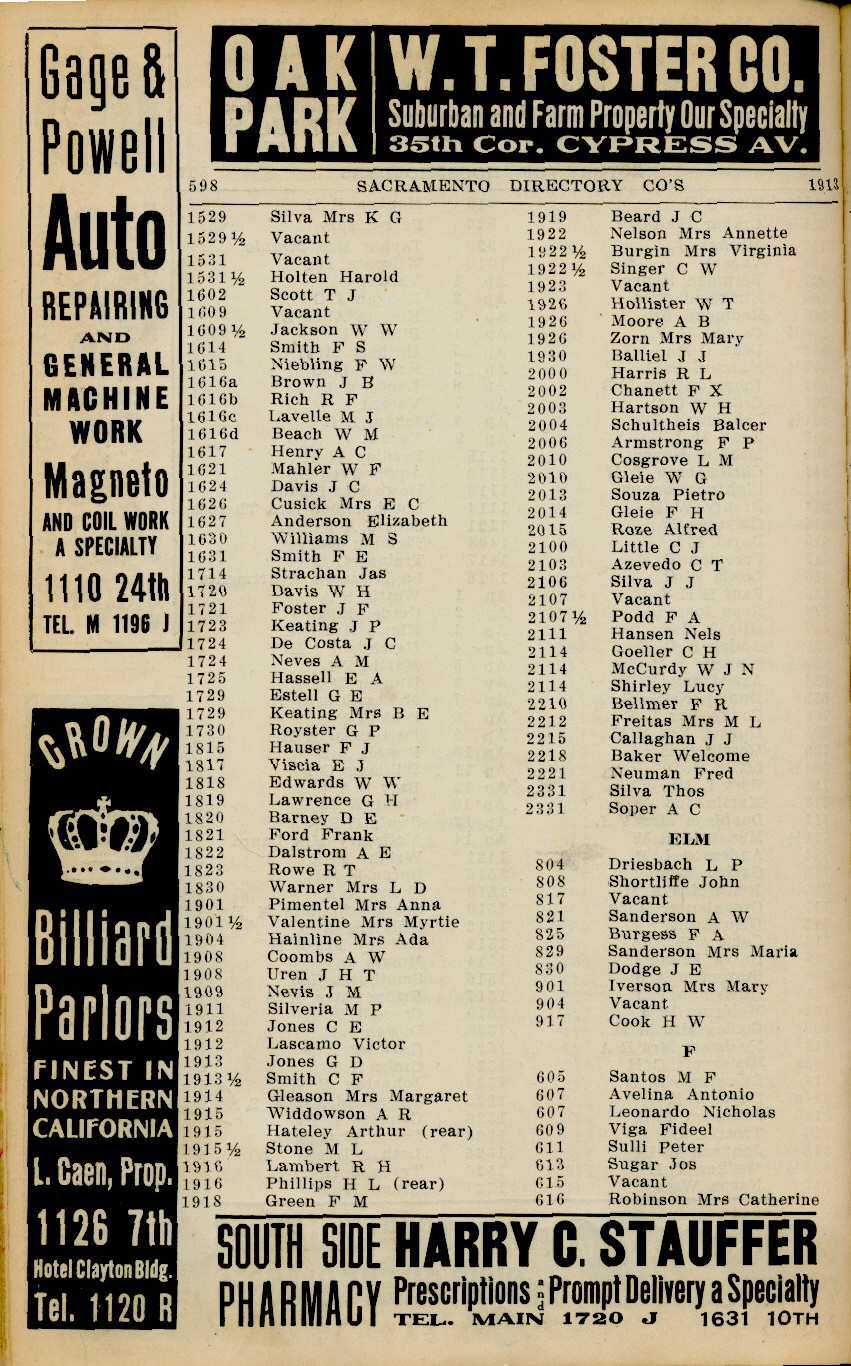 Gage &
Powell
Auto
REPAIRING
AND
GENERAL
MACHINE
WORK
Magneto
AND COIL WORK
A SPECIALTY
1110 24th
TEL. M 1196 J
CROWN
Billiard
Parlors
FINEST IN
NORTHERN
CALIFORNIA
L. Caen, Prop.
1126 7th
Hotel Clayton Bldg.
Tel. 1120 R
OAK
PARK
W. T. FOSTER CO.
Suburban and Farm Property Our Specialty
35th Cor. CYPRESS AV.
598 SACRAMENTO DIRECTORY CO'S 1913
1529 Silva Mrs K G
1529½ Vacant
1531 Vacant
1531½ Holten Harold
1602 Scott T J
1609 Vacant
1609½ Jackson W W
1614 Smith F S
1615 Niebling F W
1616a Brown J B
1616b Rich R F
1616c Lavelle M J
1616d Beach W M
1617 Henry A C
1621 Mahler W F
1624 Davis J C
1626 Cusick Mrs E C
1627 Anderson Elizabeth
1630 Williams M S
1631 Smith F E
1714 Strachan Jas
1720 Davis W H
1721 Foster J F
1723 Keating J P
1724 De Costa J C
1724 Neves A M
1725 Hassell E A
1729 Estell G E
1729 Keating Mrs B E
1730 Royster G P
1815 Hauser F J
1817 Viscia E J
1818 Edwards W W
1819 Lawrence G H
1820 Barney D E
1821 Ford Frank
1822 Dalstrom A E
1823 Rowe R T
1830 Warner Mrs L D
1901 Pimentel Mrs Anna
1901½ Valentine Mrs Myrtie
1904 Hainline Mrs Ada
1908 Coombs A W
1908 Uren J H T
1909 Nevis J M
1911 Silveria M P
1912 Jones C E
1912 Lascamo Victor
1913 Jones G D
1913½ Smith C F
1914 Gleason Mrs Margaret
1915 Widdowson A R
1915 Hateley Arthur (rear)
1915½ Stone M L
1916 Lambert R H
1916 Phillips H L (rear)
1918 Green F M
1919 Beard J C
1922 Nelson Mrs Annette
1922½ Burgin Mrs Virginia
1922½ Singer C W
1923 Vacant
1926 Hollister W T
1926 Moore A B
1926 Zorn Mrs Mary
1930 Balliel J J
2000 Harris R L
2002 Chanett F X
2003 Hartson W H
2004 Schultheis Balcer
2006 Armstrong F P
2010 Cosgrove L M
2010 Gleie W G
2013 Souza Pietro
2014 Gleie F H
2015 Roze Alfred
2100 Little C J
2103 Azevedo C T
2106 Silva J J
2107 Vacant
2107½ Podd F A
2111 Hansen Nels
2114 Goeller C H
2114 McCurdy W J N
2114 Shirley Lucy
2210 Bellmer F R
2212 Freitas Mrs M L
2215 Callaghan J J
2218 Baker Welcome
2221 Neuman Fred
2331 Silva Thos
2331 Soper A C
ELM
804 Driesbach L P
808 Shortliffe John
817 Vacant
821 Sanderson A W
825 Burgess F A
829 Sanderson Mrs Maria
830 Dodge J E
901 Iverson Mrs Mary
904 Vacant
917 Cook H W
F
605 Santos M F
607 Avelina Antonio
607 Leonardo Nicholas
609 Viga Fideel
611 Sulli Peter
613 Sugar Jos
615 Vacant
616 Robinson Mrs Catherine
SOUTH SIDE HARRY C. STAUFFER
PHARMACY Prescriptions and Prompt Delivery a Specialty
TEL. MAIN 1720 J 1631 10TH